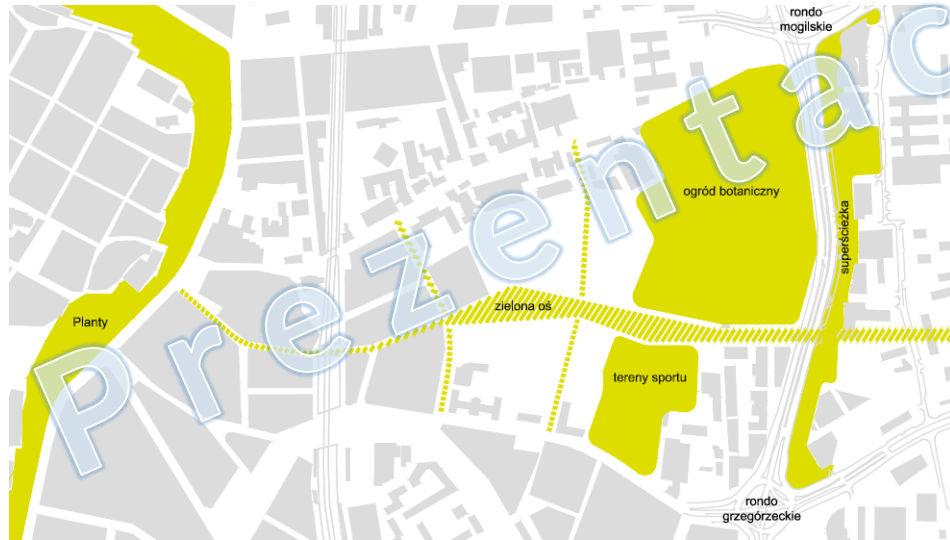 rondo
mogilskie
Prezentac
ogród botaniczny
superścieżka
zielona oś
Planty
tereny sportu
rondo
grzegórzeckie